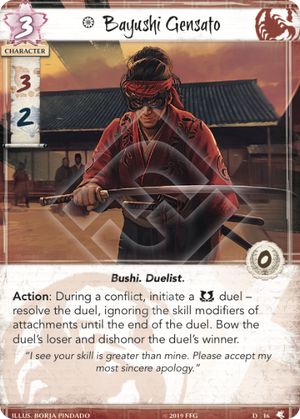 3
Bayushi Gensato
CHARACTER
3
2
0
Bushi. Duelist.
Action: During a conflict, initiate a duel –
resolve the duel, ignoring the skill modifiers of
attachments until the end of the duel. Bow the
duel's loser and dishonor the duel's winner.
"I see your skill is greater than mine. Please accept my
most sincere apology."
ILLUS. BORJA PINDADO
© 2019 FFG
D 16